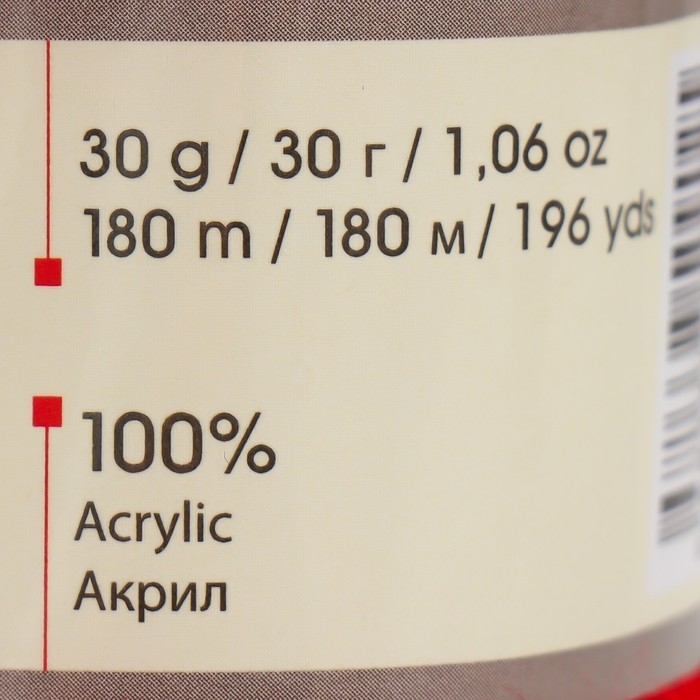 30 g / 30 г / 1,06 oz
180 m / 180 м / 196 yds
100%
Acrylic
Акрил